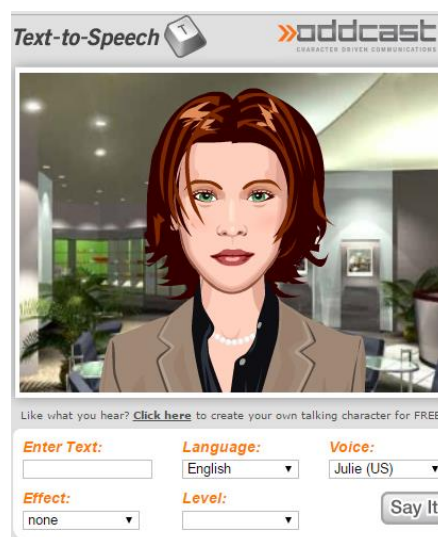 Text-to-Speech T
»oddcast
CHARACTER DRIVEN COMMUNICATIONS
Like what you hear? Click here to create your own talking character for FREE
Enter Text: Language: Voice:
English Julie (US)
Effect: Level:
none Say It